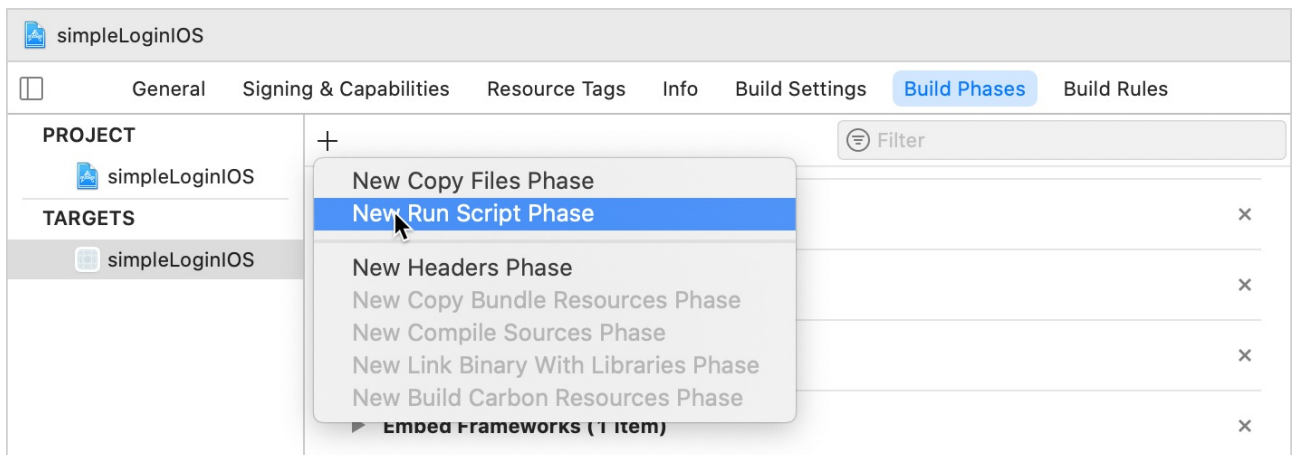 simpleLoginIOS
General Signing & Capabilities Resource Tags Info Build Settings Build Phases Build Rules
PROJECT
+
Filter
simpleLoginIOS
TARGETS
simpleLoginIOS
New Copy Files Phase
New Run Script Phase
New Headers Phase
New Copy Bundle Resources Phase
New Compile Sources Phase
New Link Binary With Libraries Phase
New Build Carbon Resources Phase
Embed Frameworks (1 item)